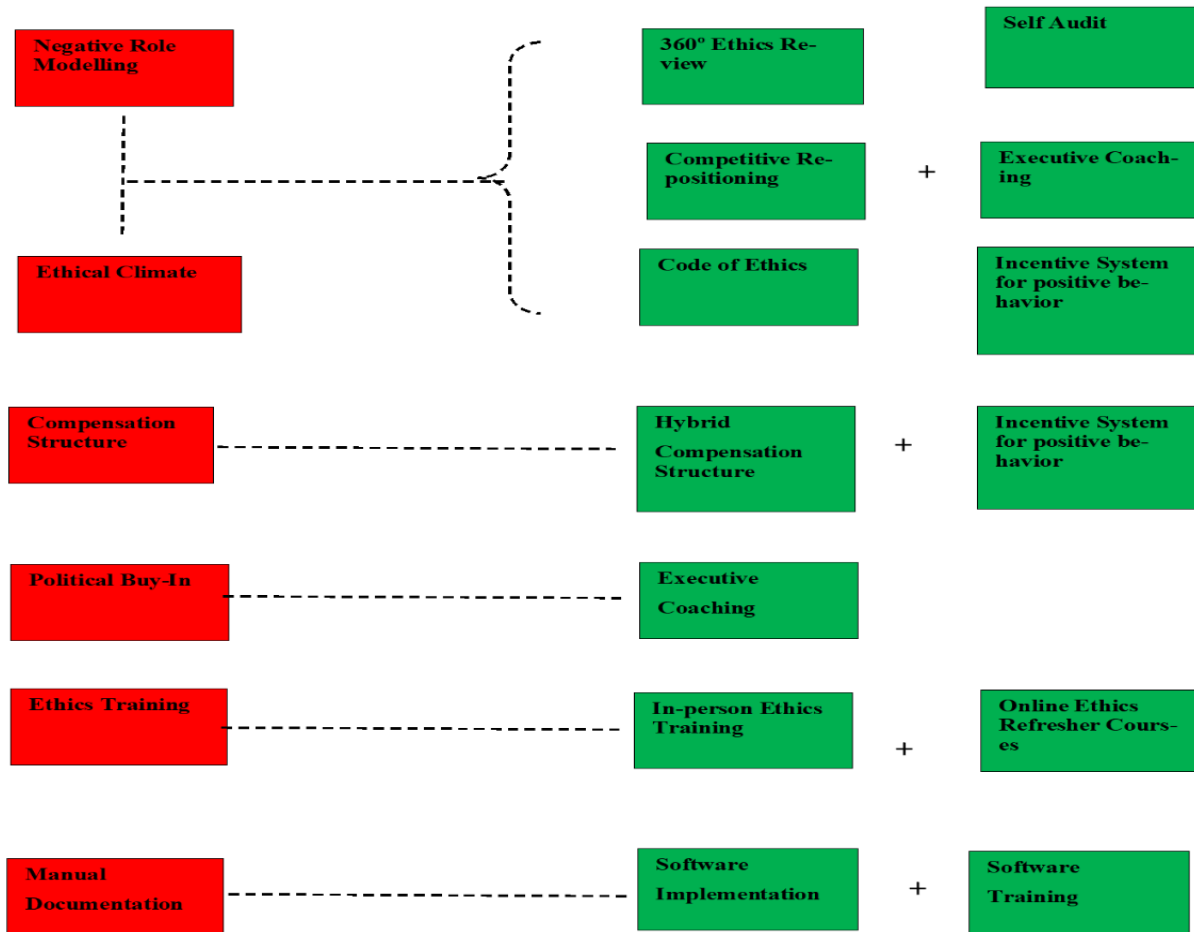 Negative Role
Modelling
360º Ethics Re-
view
Self Audit
Competitive Re-
positioning
+
Executive Coach-
ing
Ethical Climate
Code of Ethics
Incentive System
for positive be-
havior
Compensation
Structure
Hybrid
Compensation
Structure
+
Incentive System
for positive be-
havior
Political Buy-In
Executive
Coaching
Ethics Training
In-person Ethics
Training
+
Online Ethics
Refresher Cours-
es
Manual
Documentation
Software
Implementation
+
Software
Training